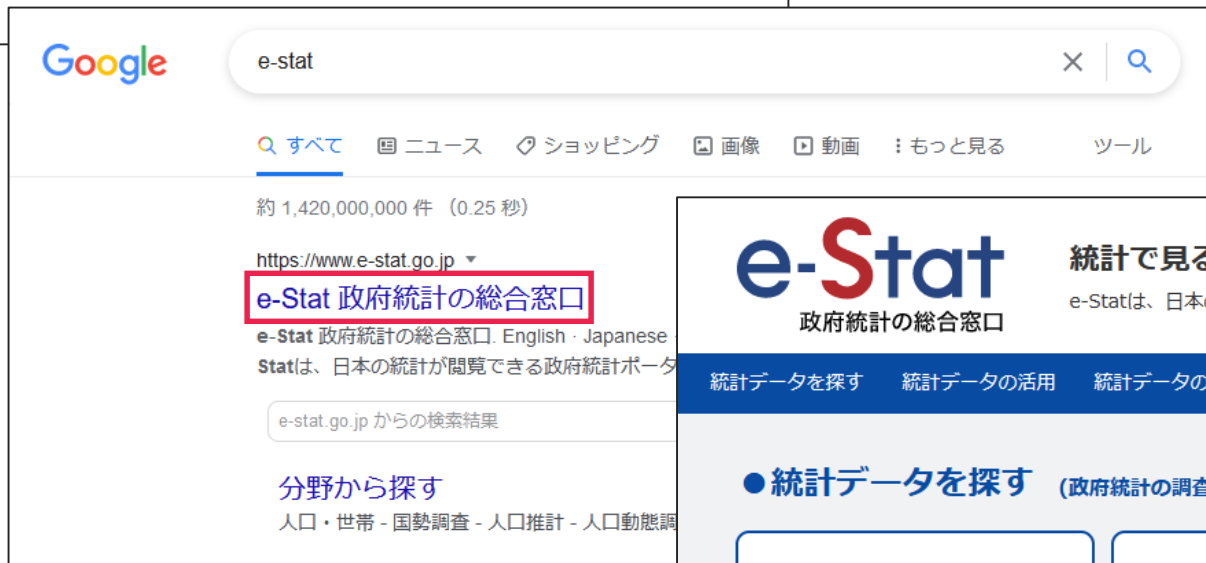 Google
e-stat
すべて ニュース ショッピング 画像 動画 もっと見る ツール
約 1,420,000,000 件 （0.25 秒）
https://www.e-stat.go.jp
e-Stat 政府統計の総合窓口
e-Stat 政府統計の総合窓口. English · Japanese
Statは、日本の統計が閲覧できる政府統計ポータ
e-stat.go.jp からの検索結果
分野から探す
人口・世帯 - 国勢調査 - 人口推計 - 人口動態調
e-Stat
政府統計の総合窓口
統計で見る
e-Statは、日本
統計データを探す 統計データの活用 統計データの
●統計データを探す (政府統計の調査